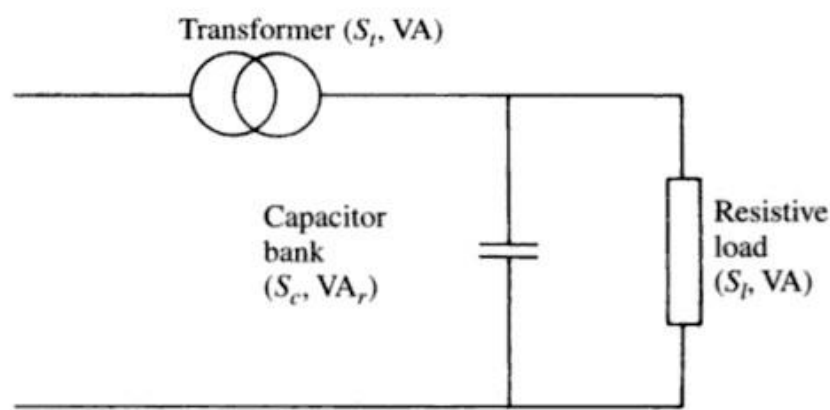 Transformer (S_t, VA)
Capacitor
bank
(S_c, VA_r)
Resistive
load
(S_l, VA)